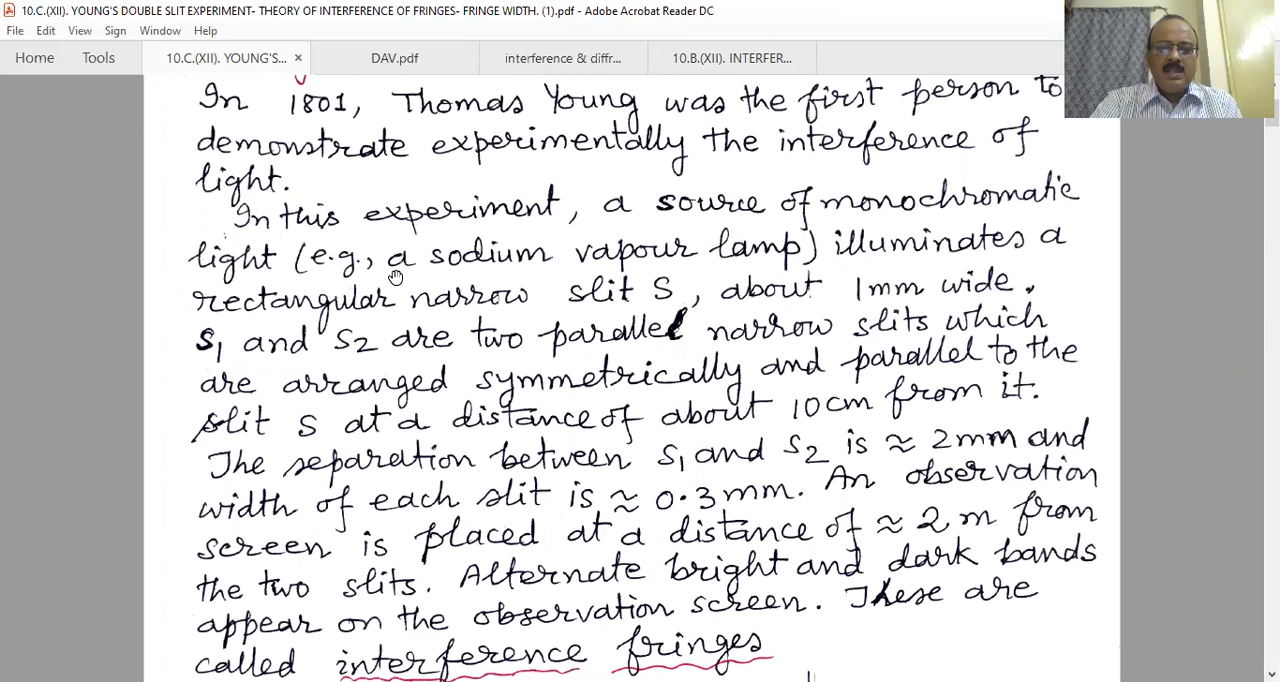 10.C.(XII). YOUNG'S DOUBLE SLIT EXPERIMENT- THEORY OF INTERFERENCE OF FRINGES- FRINGE WIDTH. (1).pdf - Adobe Acrobat Reader DC
File Edit View Sign Window Help
Home Tools 10.C.(XII). YOUNG'S... × DAV.pdf interference & diffr... 10.B.(XII). INTERFER...
In 1801, Thomas Young was the first person to
demonstrate experimentally the interference of
light.
In this experiment, a source of monochromatic
light (e.g., a sodium vapour lamp) illuminates a
rectangular narrow slit S, about 1mm wide.
S1 and S2 are two parallel narrow slits which
are arranged symmetrically and parallel to the
slit S at a distance of about 10cm from it.
The separation between S1 and S2 is ≈ 2mm and
width of each slit is ≈ 0.3mm. An observation
screen is placed at a distance of ≈ 2m from
the two slits. Alternate bright and dark bands
appear on the observation screen. These are
called interference fringes